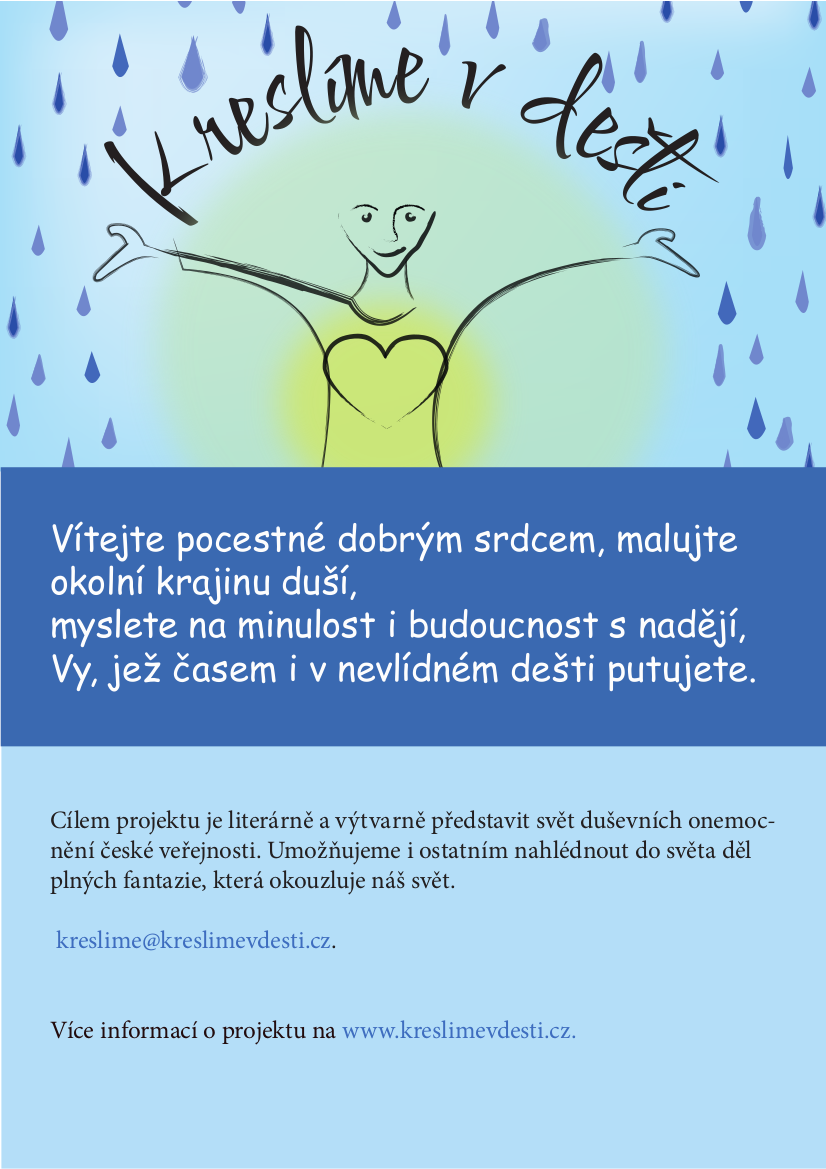 Kreslíme v dešti
Vítejte pocestné dobrým srdcem, malujte
okolní krajinu duší,
myslete na minulost i budoucnost s nadějí,
Vy, jež časem i v nevlídném dešti putujete.
Cílem projektu je literárně a výtvarně představit svět duševních onemoc-
nění české veřejnosti. Umožňujeme i ostatním nahlédnout do světa děl
plných fantazie, která okouzluje náš svět.
kreslime@kreslimevdesti.cz.
Více informací o projektu na www.kreslimevdesti.cz.